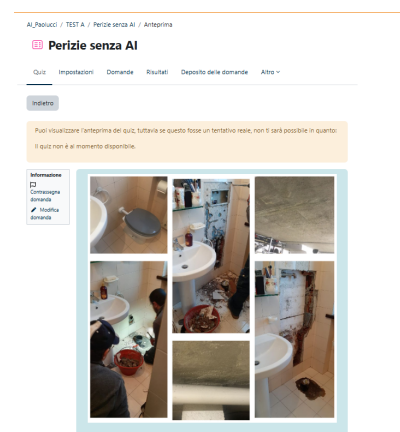 AI_Paolucci / TEST A / Perizie senza AI / Anteprima
Perizie senza AI
Quiz Impostazioni Domande Risultati Deposito delle domande Altro
Indietro
Puoi visualizzare l'anteprima del quiz, tuttavia se questo fosse un tentativo reale, non ti sarà possibile in quanto:
Il quiz non è al momento disponibile.
Informazione
Contrassegna
domanda
Modifica
domanda